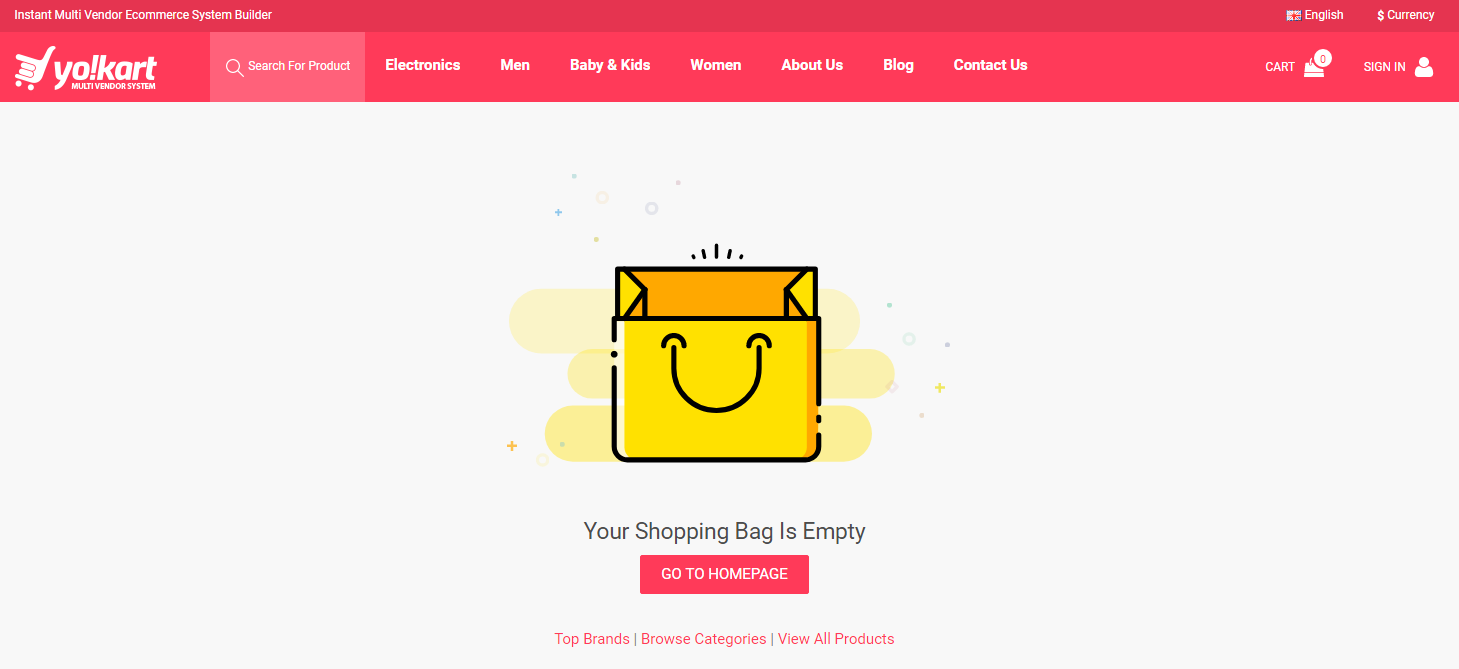 Instant Multi Vendor Ecommerce System Builder
English
$ Currency
yo!kart
MULTI VENDOR SYSTEM
Search For Product
Electronics
Men
Baby & Kids
Women
About Us
Blog
Contact Us
CART
0
SIGN IN
Your Shopping Bag Is Empty
GO TO HOMEPAGE
Top Brands | Browse Categories | View All Products